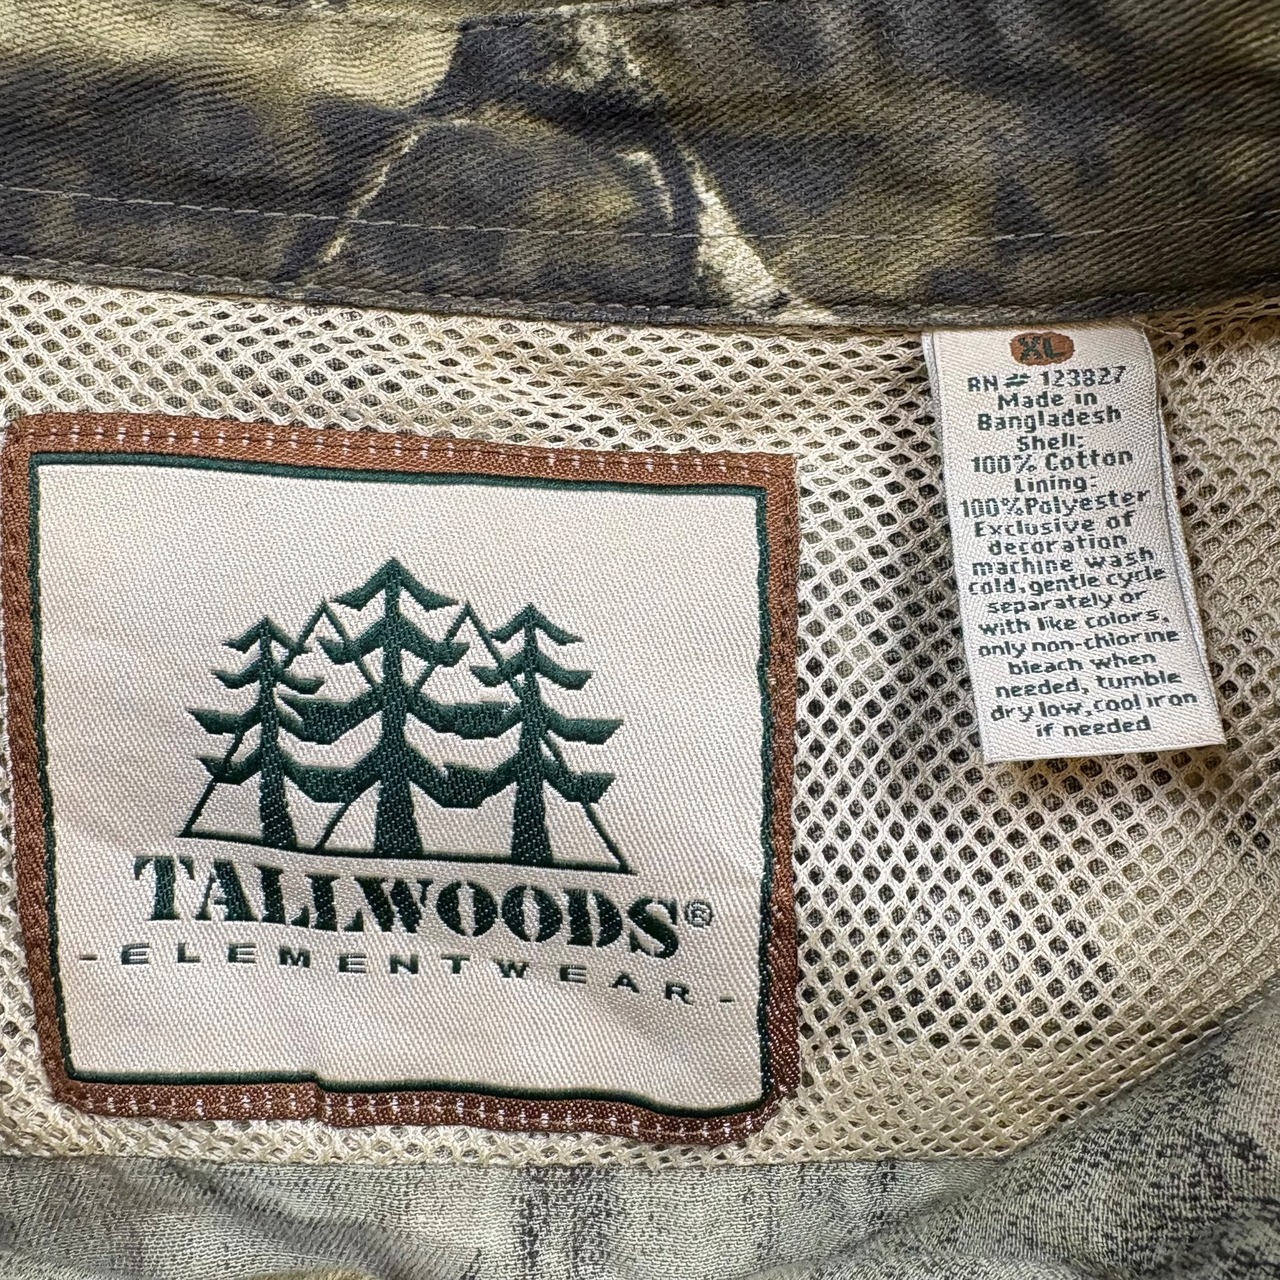 TALLWOODS®
-ELEMENTWEAR-
XL
RN# 123827
Made in
Bangladesh
Shell:
100% Cotton
Lining:
100%Polyester
Exclusive of
decoration
machine wash
cold, gentle cycle
separately or
with like colors,
only non-chlorine
bleach when
needed, tumble
dry low, cool iron
if needed